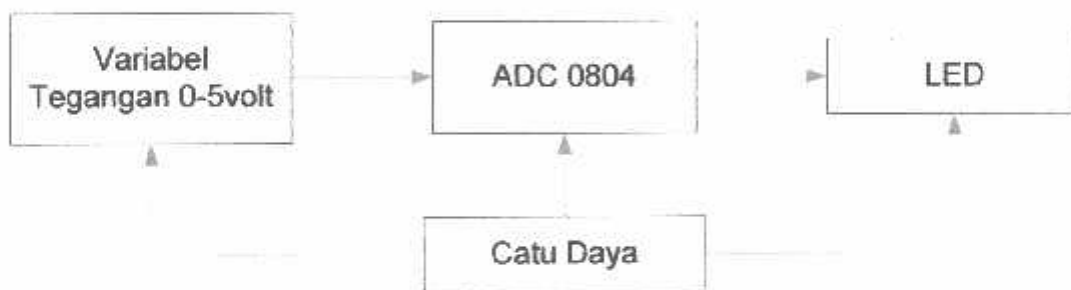 Variabel
Tegangan 0-5volt
ADC 0804
LED
Catu Daya